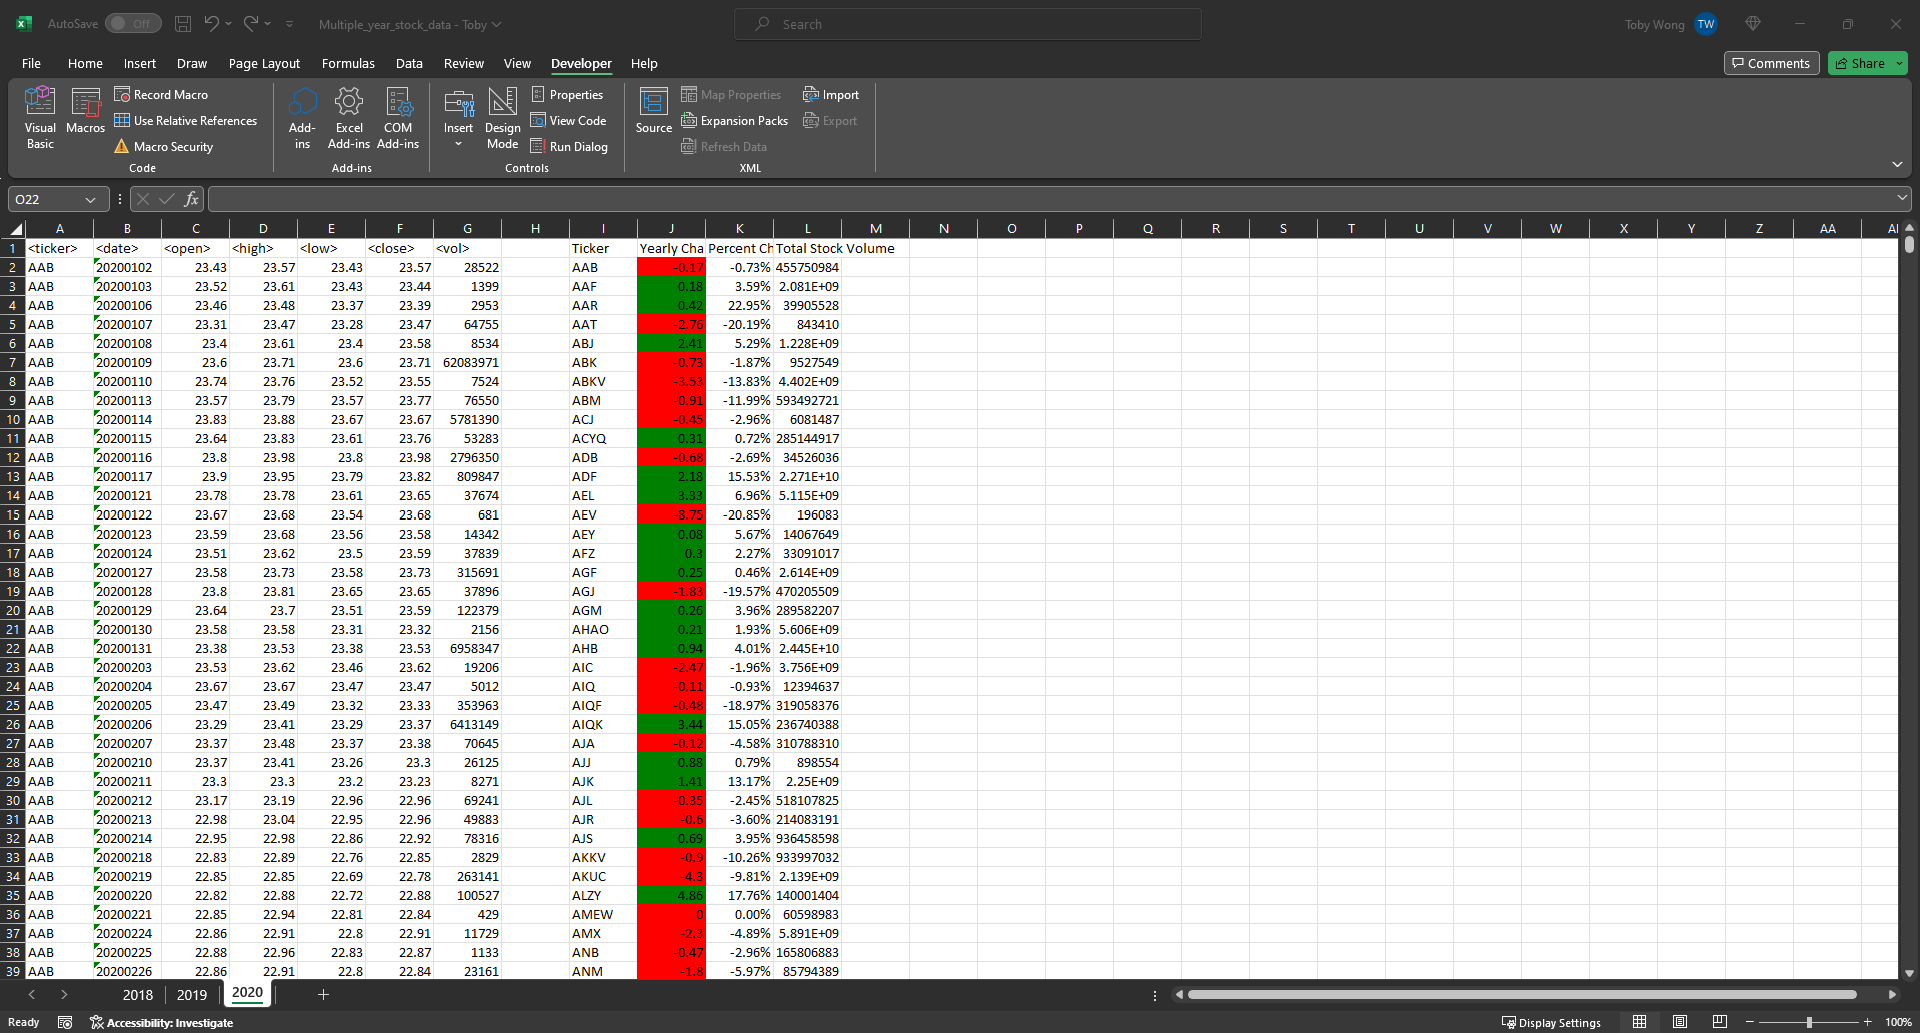 AutoSave Off Multiple_year_stock_data - Toby Search Toby Wong TW
File Home Insert Draw Page Layout Formulas Data Review View Developer Help Comments Share
Visual Basic Macros Record Macro Use Relative References Macro Security Code
Add-ins Excel Add-ins COM Add-ins Add-ins
Insert Design Mode Properties View Code Run Dialog Controls
Source Map Properties Expansion Packs Refresh Data Import Export XML
O22 fx
A B C D E F G H I J K L M N O P Q R S T U V W X Y Z AA
1 <ticker> <date> <open> <high> <low> <close> <vol> Ticker Yearly Cha Percent Ch Total Stock Volume
2 AAB 20200102 23.43 23.57 23.43 23.57 28522 AAB -0.17 -0.73% 455750984
3 AAB 20200103 23.52 23.61 23.43 23.44 1399 AAF 0.18 3.59% 2.081E+09
4 AAB 20200106 23.46 23.48 23.37 23.39 2953 AAR 0.42 22.95% 39905528
5 AAB 20200107 23.31 23.47 23.28 23.47 64755 AAT -2.76 -20.19% 843410
6 AAB 20200108 23.4 23.61 23.4 23.58 8534 ABJ 2.41 5.29% 1.228E+09
7 AAB 20200109 23.6 23.71 23.6 23.71 62083971 ABK -0.73 -1.87% 9527549
8 AAB 20200110 23.74 23.76 23.52 23.55 7524 ABKV -3.53 -13.83% 4.402E+09
9 AAB 20200113 23.57 23.79 23.57 23.77 76550 ABM -0.91 -11.99% 593492721
10 AAB 20200114 23.83 23.88 23.67 23.67 5781390 ACJ -0.45 -2.96% 6081487
11 AAB 20200115 23.64 23.83 23.61 23.76 53283 ACYQ 0.31 0.72% 285144917
12 AAB 20200116 23.8 23.98 23.8 23.98 2796350 ADB -0.68 -2.69% 34526036
13 AAB 20200117 23.9 23.95 23.79 23.82 809847 ADF 2.18 15.53% 2.271E+10
14 AAB 20200121 23.78 23.78 23.61 23.65 37674 AEL 3.33 6.96% 5.115E+09
15 AAB 20200122 23.67 23.68 23.54 23.68 681 AEV -8.75 -20.85% 196083
16 AAB 20200123 23.59 23.68 23.56 23.58 14342 AEY 0.08 5.67% 14067649
17 AAB 20200124 23.51 23.62 23.5 23.59 37839 AFZ 0.3 2.27% 33091017
18 AAB 20200127 23.58 23.73 23.58 23.73 315691 AGF 0.25 0.46% 2.614E+09
19 AAB 20200128 23.8 23.81 23.65 23.65 37896 AGJ -1.83 -19.57% 470205509
20 AAB 20200129 23.64 23.7 23.51 23.59 122379 AGM 0.26 3.96% 289582207
21 AAB 20200130 23.58 23.58 23.31 23.32 2156 AHAO 0.21 1.93% 5.606E+09
22 AAB 20200131 23.38 23.53 23.38 23.53 6958347 AHB 0.94 4.01% 2.445E+10
23 AAB 20200203 23.53 23.62 23.46 23.62 19206 AIC -2.47 -1.96% 3.756E+09
24 AAB 20200204 23.67 23.67 23.47 23.47 5012 AIQ -0.11 -0.93% 12394637
25 AAB 20200205 23.47 23.49 23.32 23.33 353963 AIQF -0.48 -18.97% 319058376
26 AAB 20200206 23.29 23.41 23.29 23.37 6413149 AIQK 3.44 15.05% 236740388
27 AAB 20200207 23.37 23.48 23.37 23.38 70645 AJA -0.12 -4.58% 310788310
28 AAB 20200210 23.37 23.41 23.26 23.3 26125 AJJ 0.88 0.79% 898554
29 AAB 20200211 23.3 23.3 23.2 23.23 8271 AJK 1.41 13.17% 2.25E+09
30 AAB 20200212 23.17 23.19 22.96 22.96 69241 AJL -0.35 -2.45% 518107825
31 AAB 20200213 22.98 23.04 22.95 22.96 49883 AJR -0.6 -3.60% 214083191
32 AAB 20200214 22.95 22.98 22.86 22.92 78316 AJS 0.69 3.95% 936458598
33 AAB 20200218 22.83 22.89 22.76 22.85 2829 AKKV -0.9 -10.26% 933997032
34 AAB 20200219 22.85 22.85 22.69 22.78 263141 AKUC -4.3 -9.81% 2.139E+09
35 AAB 20200220 22.82 22.88 22.72 22.88 100527 ALZY 4.86 17.76% 140001404
36 AAB 20200221 22.85 22.94 22.81 22.84 429 AMEW 0 0.00% 60598983
37 AAB 20200224 22.86 22.91 22.8 22.91 11729 AMX -2.3 -4.89% 5.891E+09
38 AAB 20200225 22.88 22.96 22.83 22.87 1133 ANB -0.47 -2.96% 165806883
39 AAB 20200226 22.86 22.91 22.8 22.84 23161 ANM -1.8 -5.97% 85794389
2018 2019 2020
Ready Accessibility: Investigate Display Settings 100%